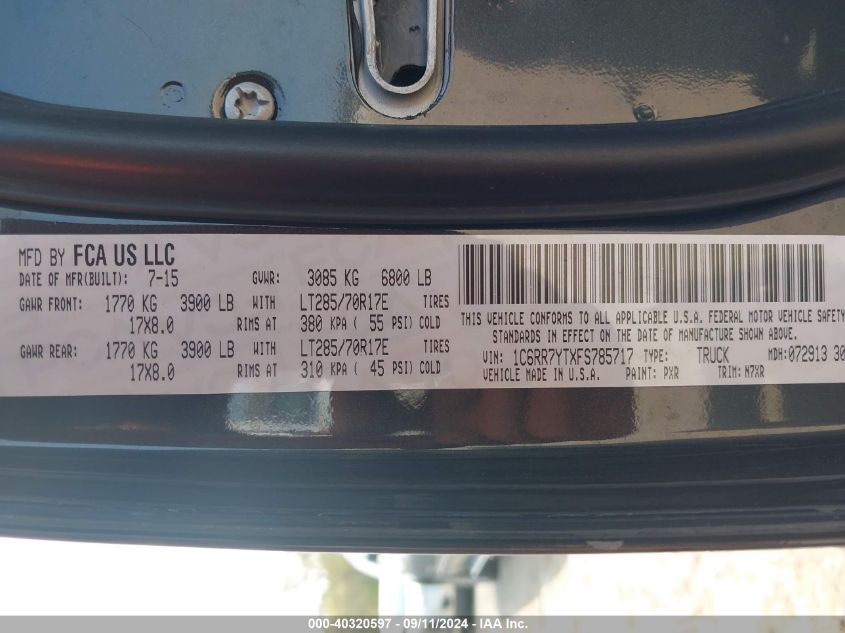 MFD BY FCA US LLC
DATE OF MFR(BUILT): 7-15 GVWR: 3085 KG 6800 LB
GAWR FRONT: 1770 KG 3900 LB WITH LT285/70R17E TIRES
17X8.0 RIMS AT 380 KPA ( 55 PSI) COLD
GAWR REAR: 1770 KG 3900 LB WITH LT285/70R17E TIRES
17X8.0 RIMS AT 310 KPA ( 45 PSI) COLD
THIS VEHICLE CONFORMS TO ALL APPLICABLE U.S.A. FEDERAL MOTOR VEHICLE SAFETY
STANDARDS IN EFFECT ON THE DATE OF MANUFACTURE SHOWN ABOVE.
VIN: 1C6RR7YTXFS785717 TYPE: TRUCK MDH:072913 30
VEHICLE MADE IN U.S.A. PAINT: PXR TRIM: N7XR
000-40320597 - 09/11/2024 - IAA Inc.